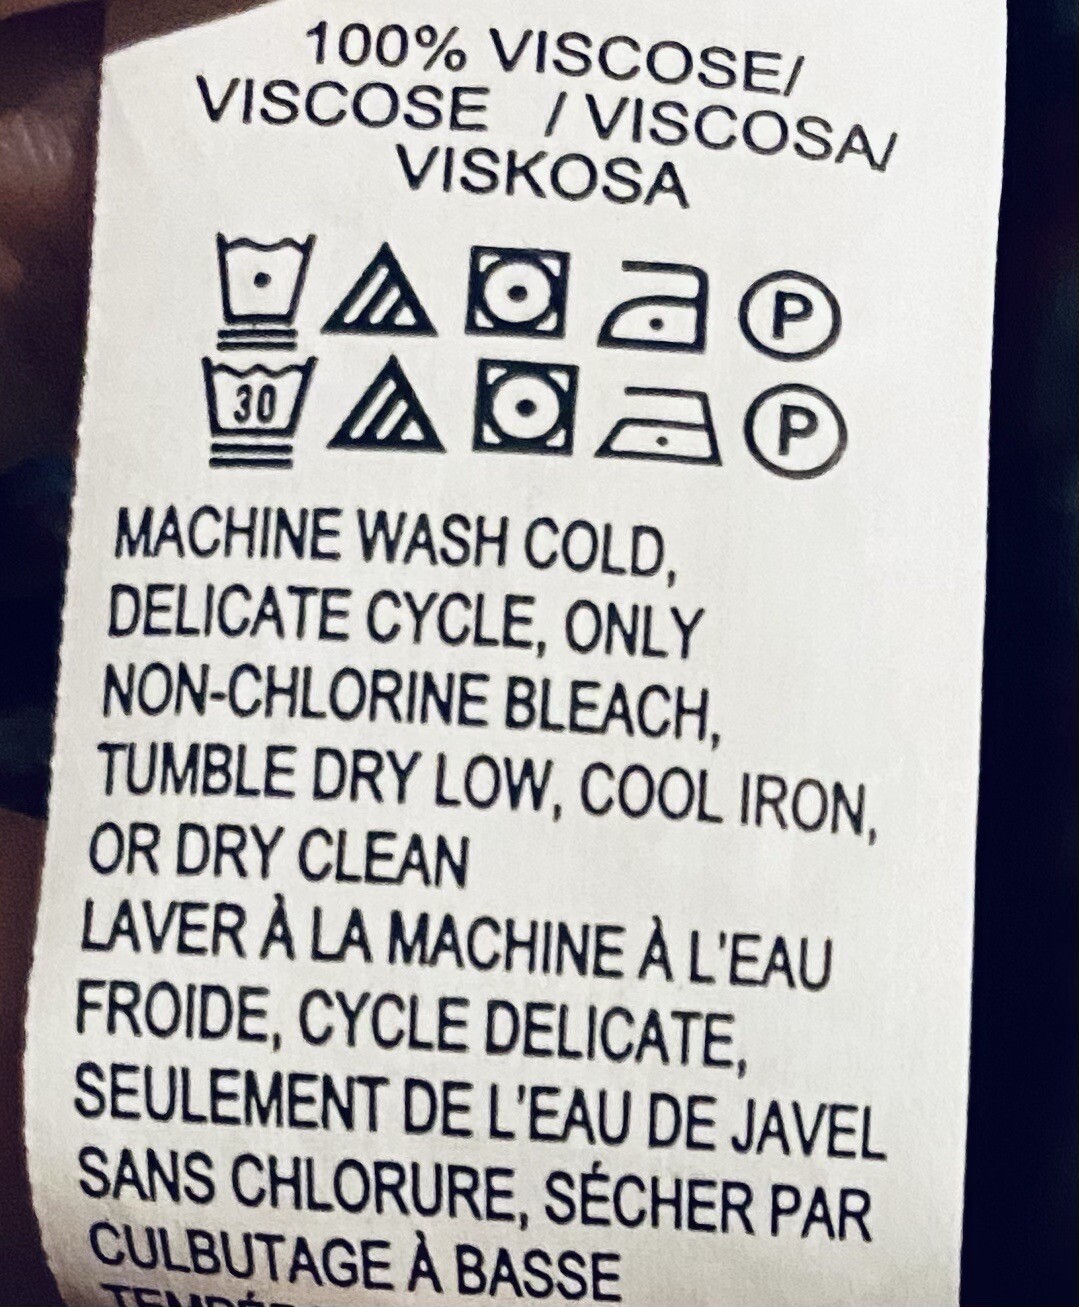 100% VISCOSE/
VISCOSE / VISCOSA/
VISKOSA
P
30 P
MACHINE WASH COLD,
DELICATE CYCLE, ONLY
NON-CHLORINE BLEACH,
TUMBLE DRY LOW, COOL IRON,
OR DRY CLEAN
LAVER À LA MACHINE À L'EAU
FROIDE, CYCLE DELICATE,
SEULEMENT DE L'EAU DE JAVEL
SANS CHLORURE, SÉCHER PAR
CULBUTAGE À BASSE